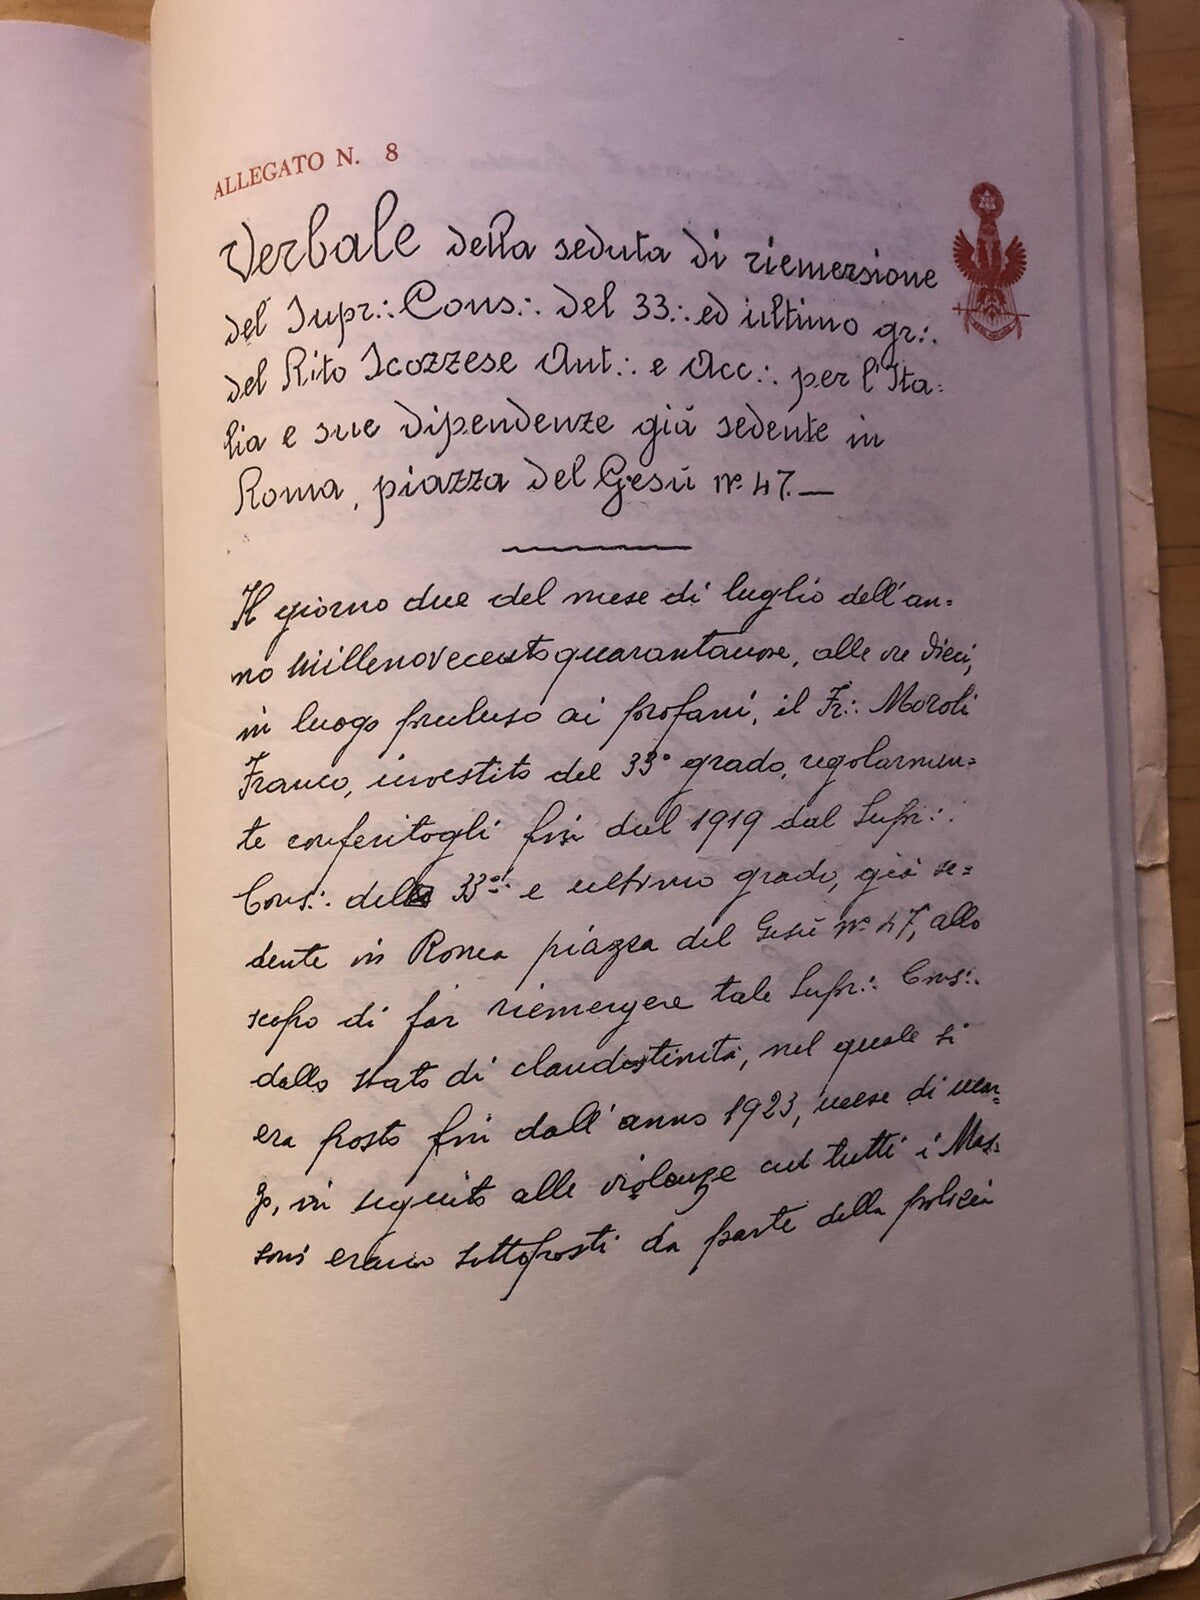 ALLEGATO N. 8
Verbale della seduta di riemersione
del Supr∴ Cons∴ del 33∴ ed ultimo gr∴
del Rito Scozzese Ant∴ e Acc∴ per l'Ita=
lia e sue dipendenze già sedente in
Roma, piazza del Gesù n° 47.—
Il giorno due del mese di luglio dell'an=
no millenovecentoquarantanove, alle ore dieci,
in luogo precluso ai profani, il Fr∴ Moroli
Franco, investito del 33° grado, regolarmen=
te conferitogli fin dal 1919 dal Supr∴
Cons∴ del 33° e ultimo grado, già se=
dente in Roma piazza del Gesù n° 47, allo
scopo di far riemergere tale Supr∴ Cons∴
dallo stato di clandestinità, nel quale si
era posto fin dall'anno 1923, mese di mar=
zo, in seguito alle violenze cui tutti i Mas=
soni erano sottoposti da parte della polizia